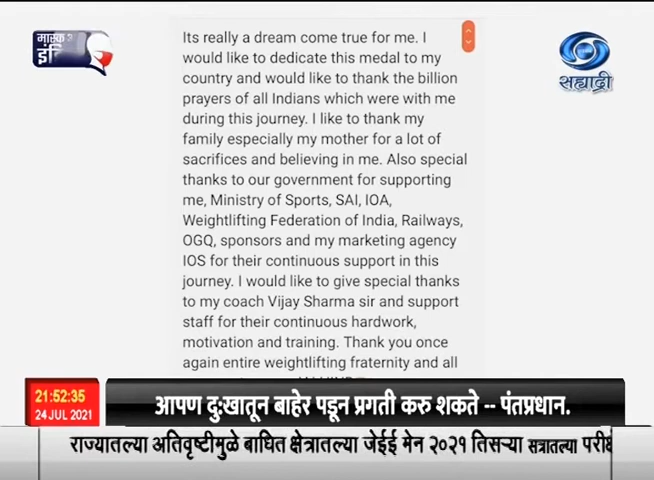 मास्क
इंडि
Its really a dream come true for me. I
would like to dedicate this medal to my
country and would like to thank the billion
prayers of all Indians which were with me
during this journey. I like to thank my
family especially my mother for a lot of
sacrifices and believing in me. Also special
thanks to our government for supporting
me, Ministry of Sports, SAI, IOA,
Weightlifting Federation of India, Railways,
OGQ, sponsors and my marketing agency
IOS for their continuous support in this
journey. I would like to give special thanks
to my coach Vijay Sharma sir and support
staff for their continuous hardwork,
motivation and training. Thank you once
again entire weightlifting fraternity and all
सह्याद्री
21:52:35
24 JUL 2021
आपण दुःखातून बाहेर पडून प्रगती करु शकते -- पंतप्रधान.
राज्यातल्या अतिवृष्टीमुळे बाधित क्षेत्रातल्या जेईई मेन २०२१ तिसऱ्या सत्रातल्या परीक्ष